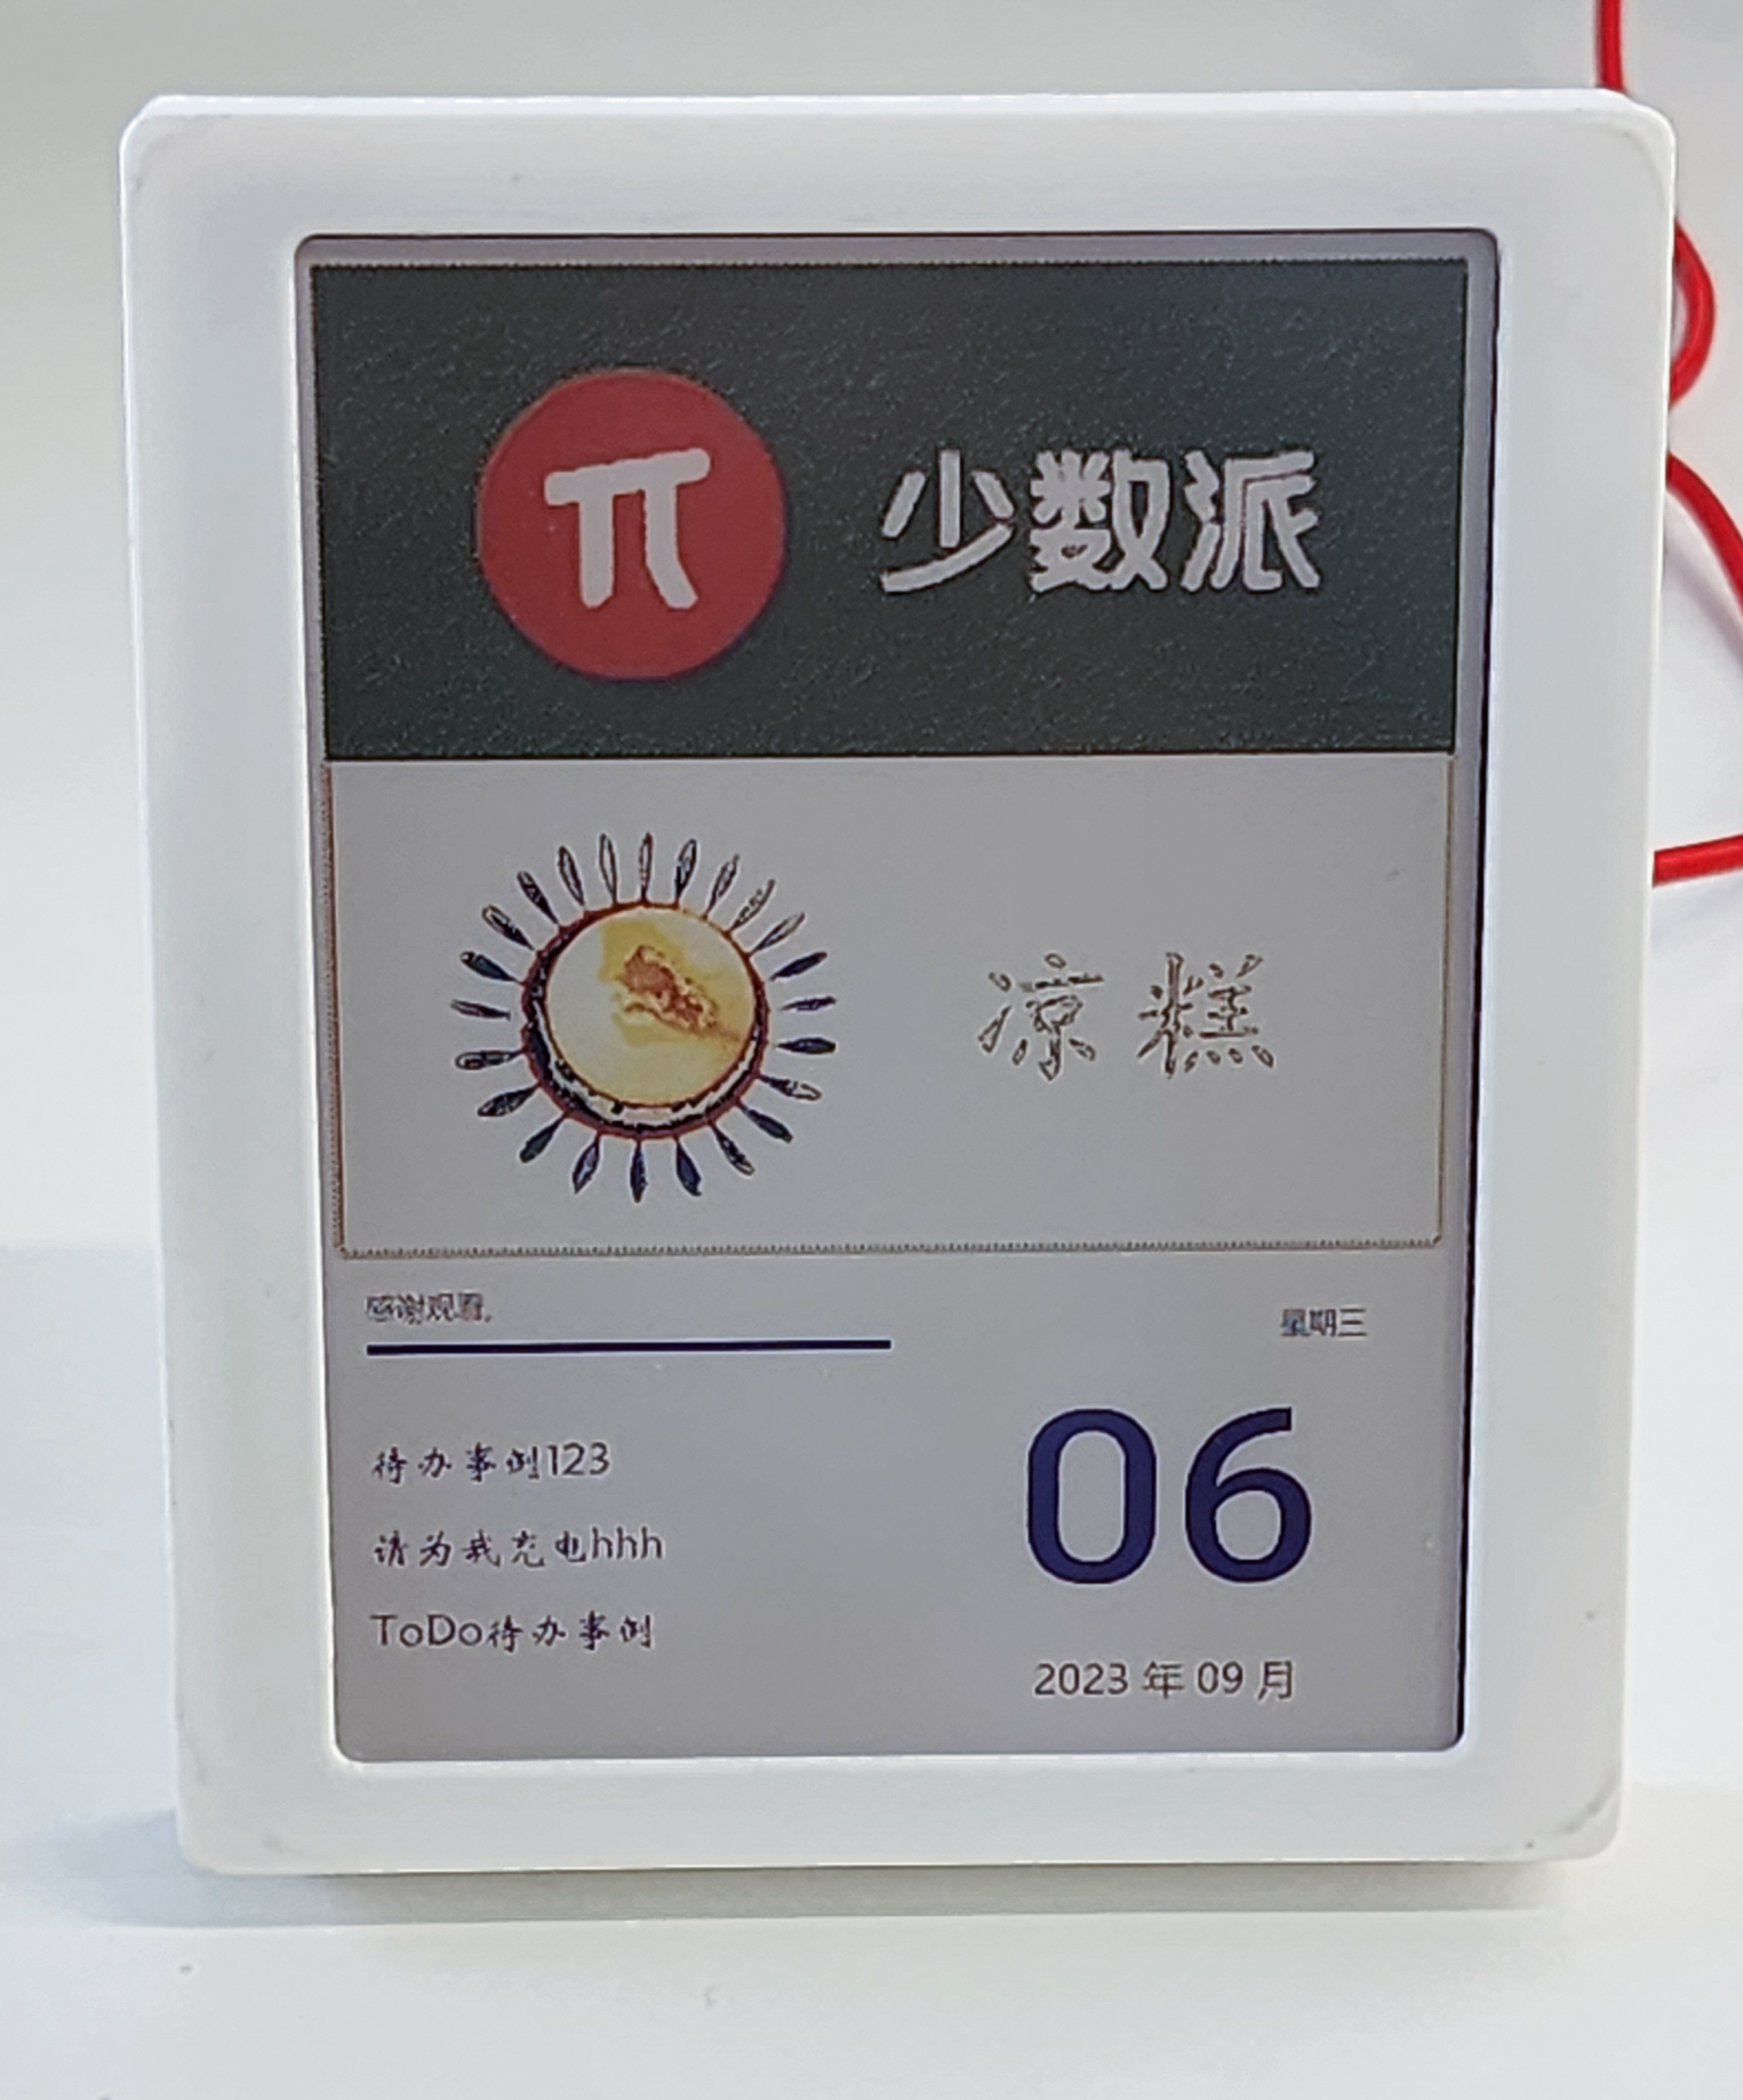 π 少数派
凉糕
感谢观看,
星期三
待办事例123
请为我充电hhh
ToDo待办事例
06
2023 年 09 月